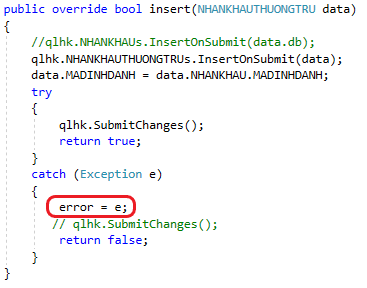 public override bool insert(NHANKHAUTHUONGTRU data)
{
//qlhk.NHANKHAUs.InsertOnSubmit(data.db);
qlhk.NHANKHAUTHUONGTRUs.InsertOnSubmit(data);
data.MADINHDANH = data.NHANKHAU.MADINHDANH;
try
{
qlhk.SubmitChanges();
return true;
}
catch (Exception e)
{
error = e;
// qlhk.SubmitChanges();
return false;
}
}